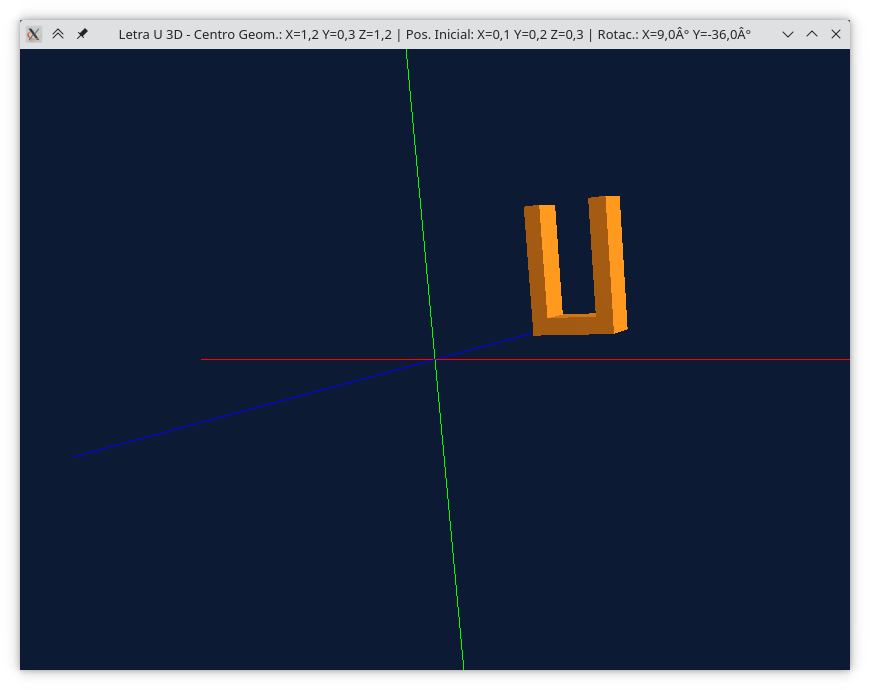 Letra U 3D - Centro Geom.: X=1,2 Y=0,3 Z=1,2 | Pos. Inicial: X=0,1 Y=0,2 Z=0,3 | Rotac.: X=9,0Â° Y=-36,0Â°
U